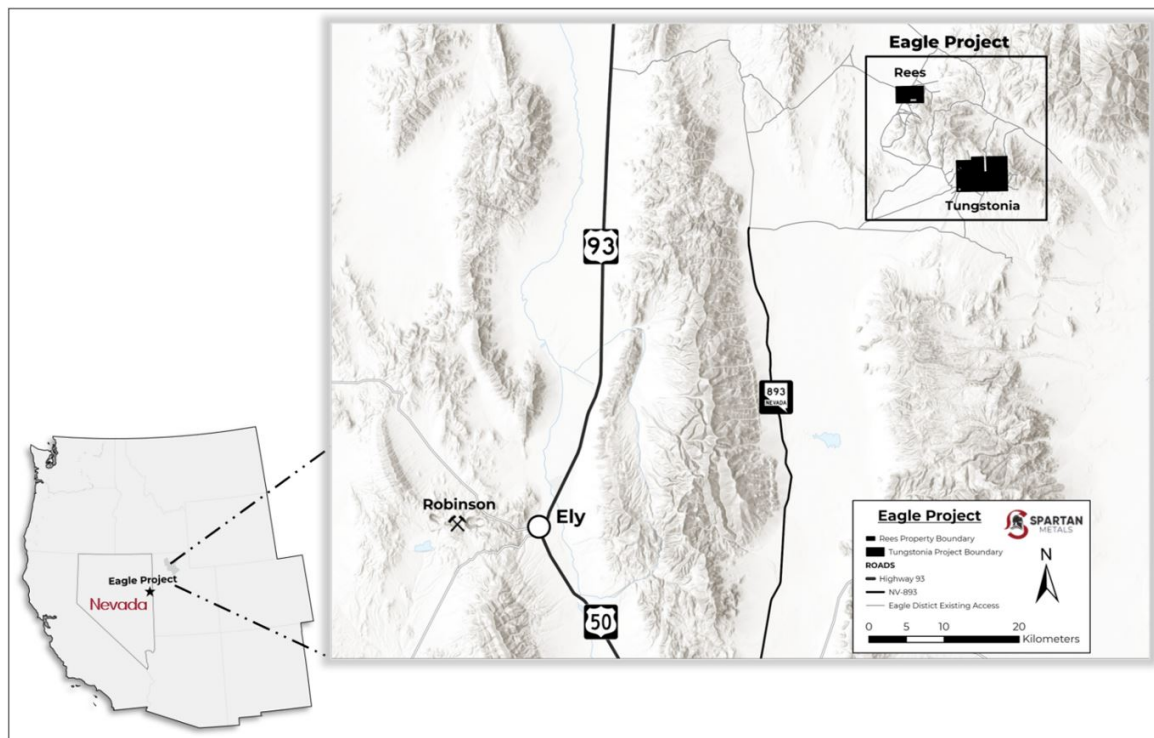 Eagle Project
Rees
Tungstonia
93
893
NEVADA
Robinson
Ely
50
Eagle Project
Nevada
Eagle Project
SPARTAN
METALS
Rees Property Boundary
Tungstonia Project Boundary
ROADS
Highway 93
NV-893
Eagle Distict Existing Access
N
0 5 10 20
Kilometers